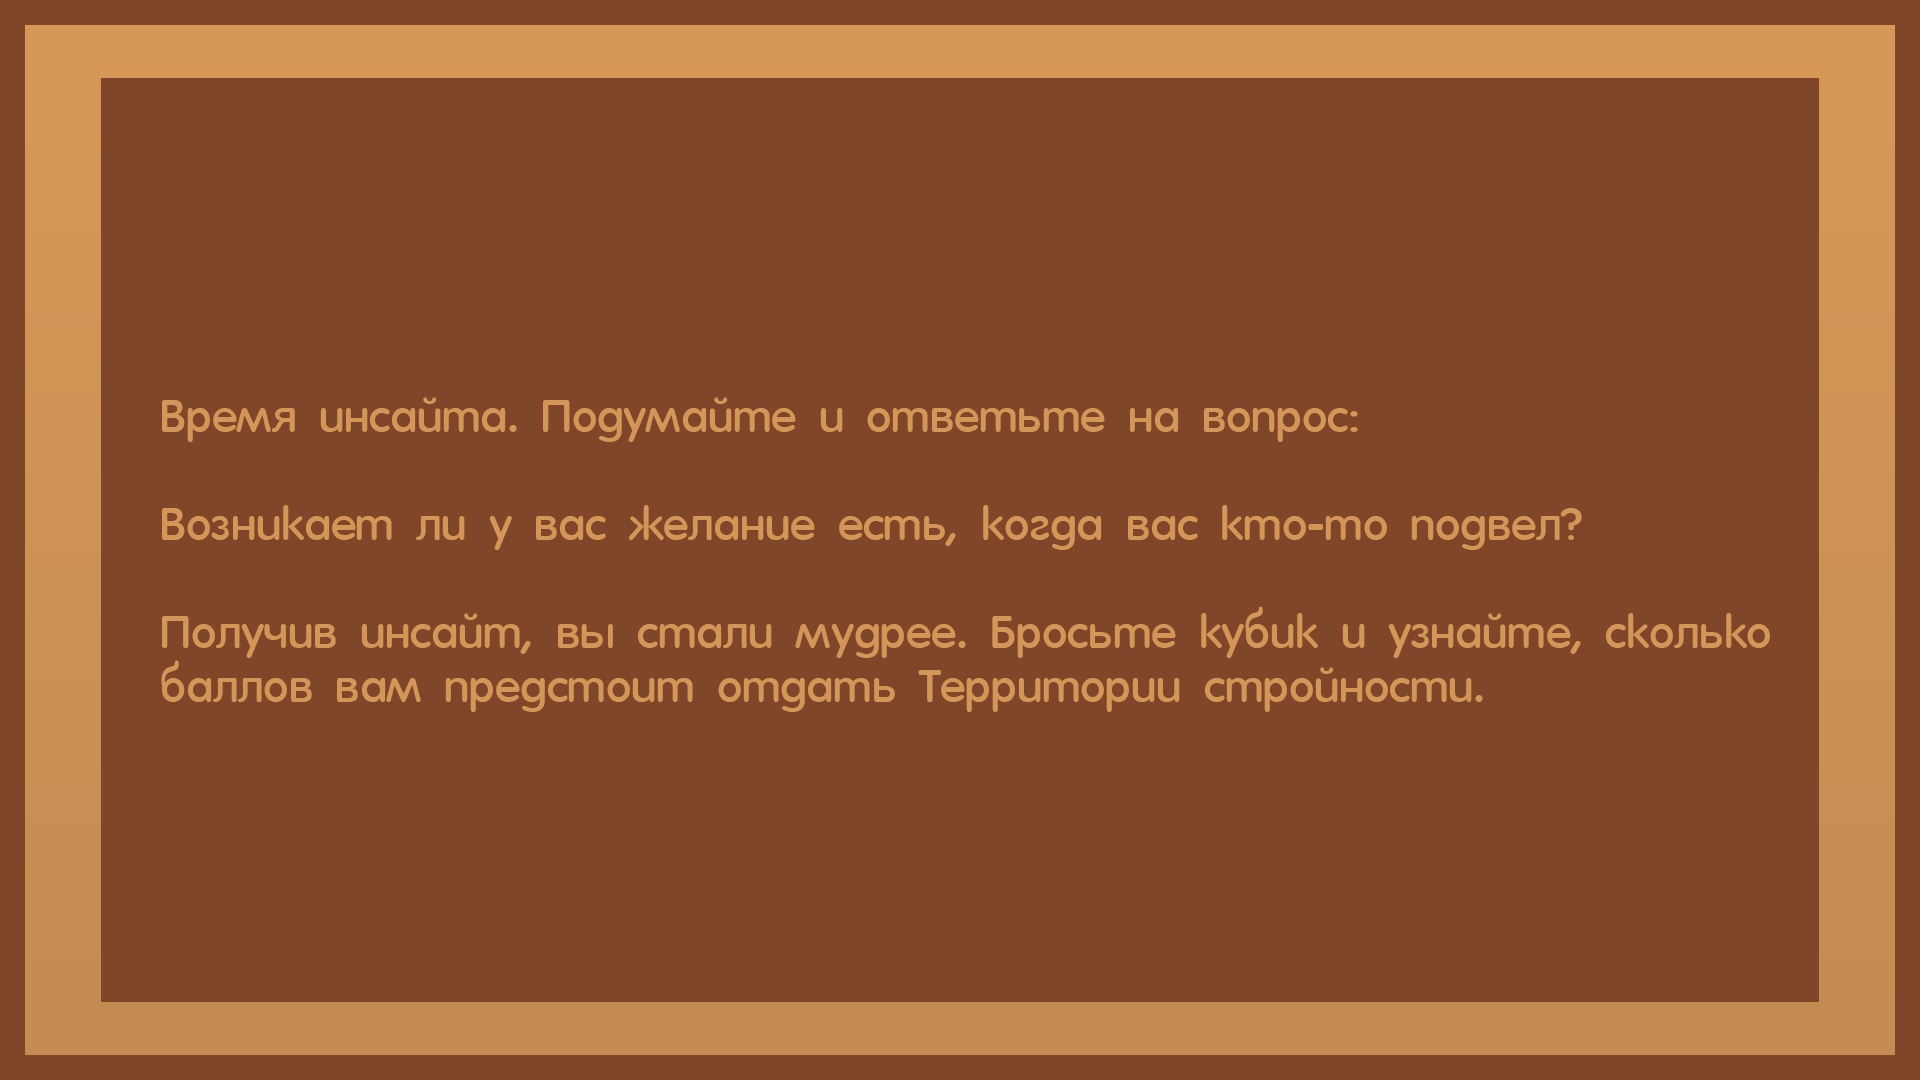 Время инсайта. Подумайте и ответьте на вопрос:
Возникает ли у вас желание есть, когда вас кто-то подвел?
Получив инсайт, вы стали мудрее. Бросьте кубик и узнайте, сколько
баллов вам предстоит отдать Территории стройности.